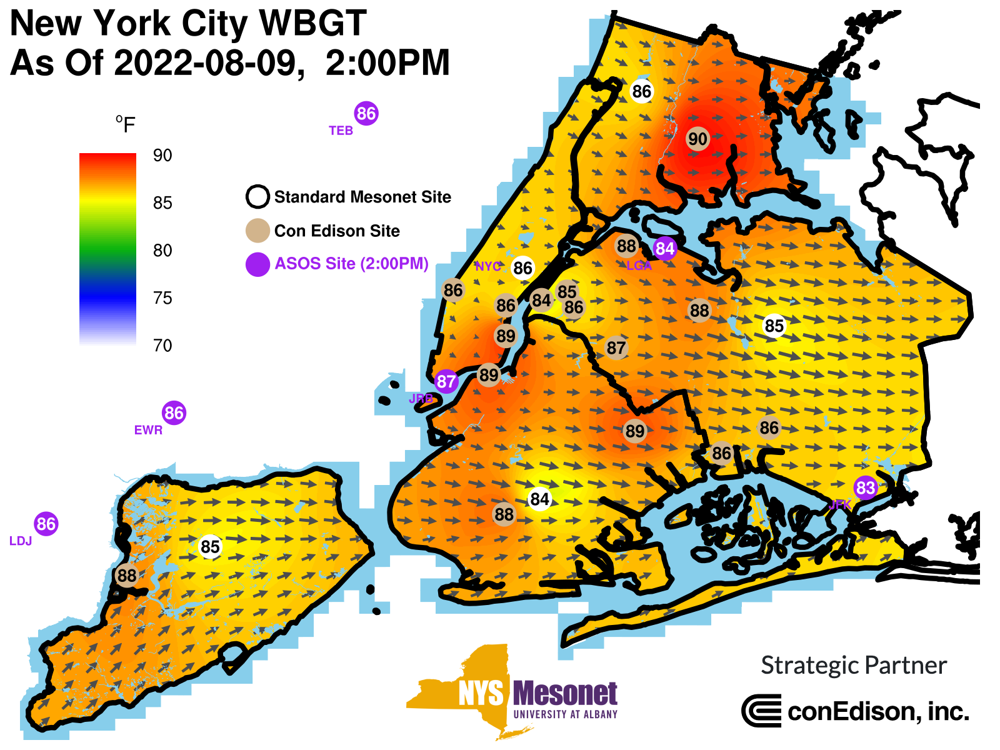 New York City WBGT
As Of 2022-08-09, 2:00PM
86
TEB
86
°F
90
85
80
75
70
Standard Mesonet Site
Con Edison Site
ASOS Site (2:00PM)
90
88
84
LGA
NYC
86
86
85
84
86
86
88
85
89
87
89
87
JRB
86
EWR
89
86
86
83
JFK
84
88
86
LDJ
85
88
NYS Mesonet
UNIVERSITY AT ALBANY
Strategic Partner
conEdison, inc.